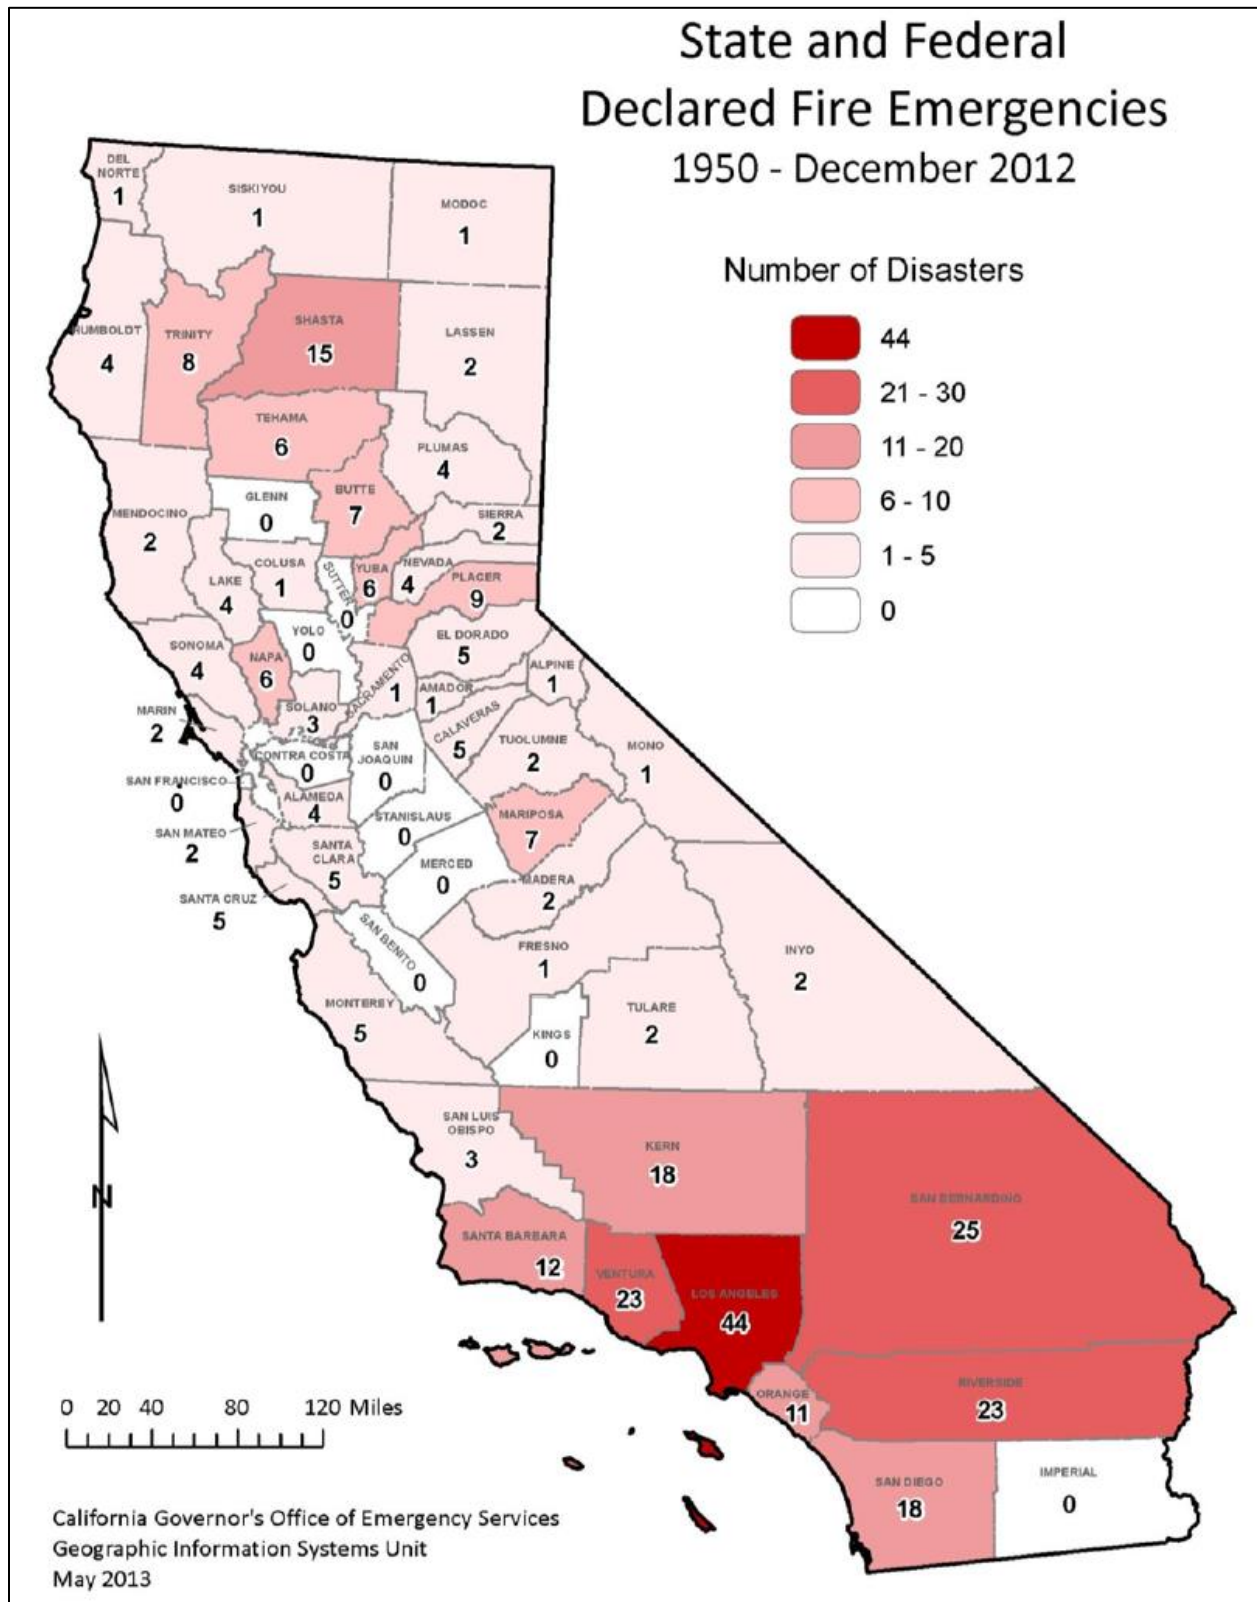 State and Federal
Declared Fire Emergencies
1950 - December 2012
Number of Disasters
44
21 - 30
11 - 20
6 - 10
1 - 5
0
DEL
NORTE
1
SISKIYOU
1
MODOC
1
HUMBOLDT
4
TRINITY
8
SHASTA
15
LASSEN
2
TEHAMA
6
PLUMAS
4
GLENN
0
BUTTE
7
MENDOCINO
2
SIERRA
2
LAKE
4
COLUSA
1
SUTTER
0
YUBA
6
NEVADA
4
PLACER
9
SONOMA
4
NAPA
6
YOLO
0
EL DORADO
5
SACRAMENTO
1
AMADOR
1
ALPINE
1
MARIN
2
SOLANO
3
CALAVERAS
5
TUOLUMNE
2
MONO
1
CONTRA COSTA
0
SAN
JOAQUIN
0
SAN FRANCISCO
0
ALAMEDA
4
STANISLAUS
0
MARIPOSA
7
SAN MATEO
2
SANTA
CLARA
5
MERCED
0
MADERA
2
SANTA CRUZ
5
SAN BENITO
0
FRESNO
1
INYO
2
MONTEREY
5
KINGS
0
TULARE
2
SAN LUIS
OBISPO
3
KERN
18
SAN BERNARDINO
25
SANTA BARBARA
12
VENTURA
23
LOS ANGELES
44
ORANGE
11
RIVERSIDE
23
SAN DIEGO
18
IMPERIAL
0
N
0 20 40 80 120 Miles
California Governor's Office of Emergency Services
Geographic Information Systems Unit
May 2013